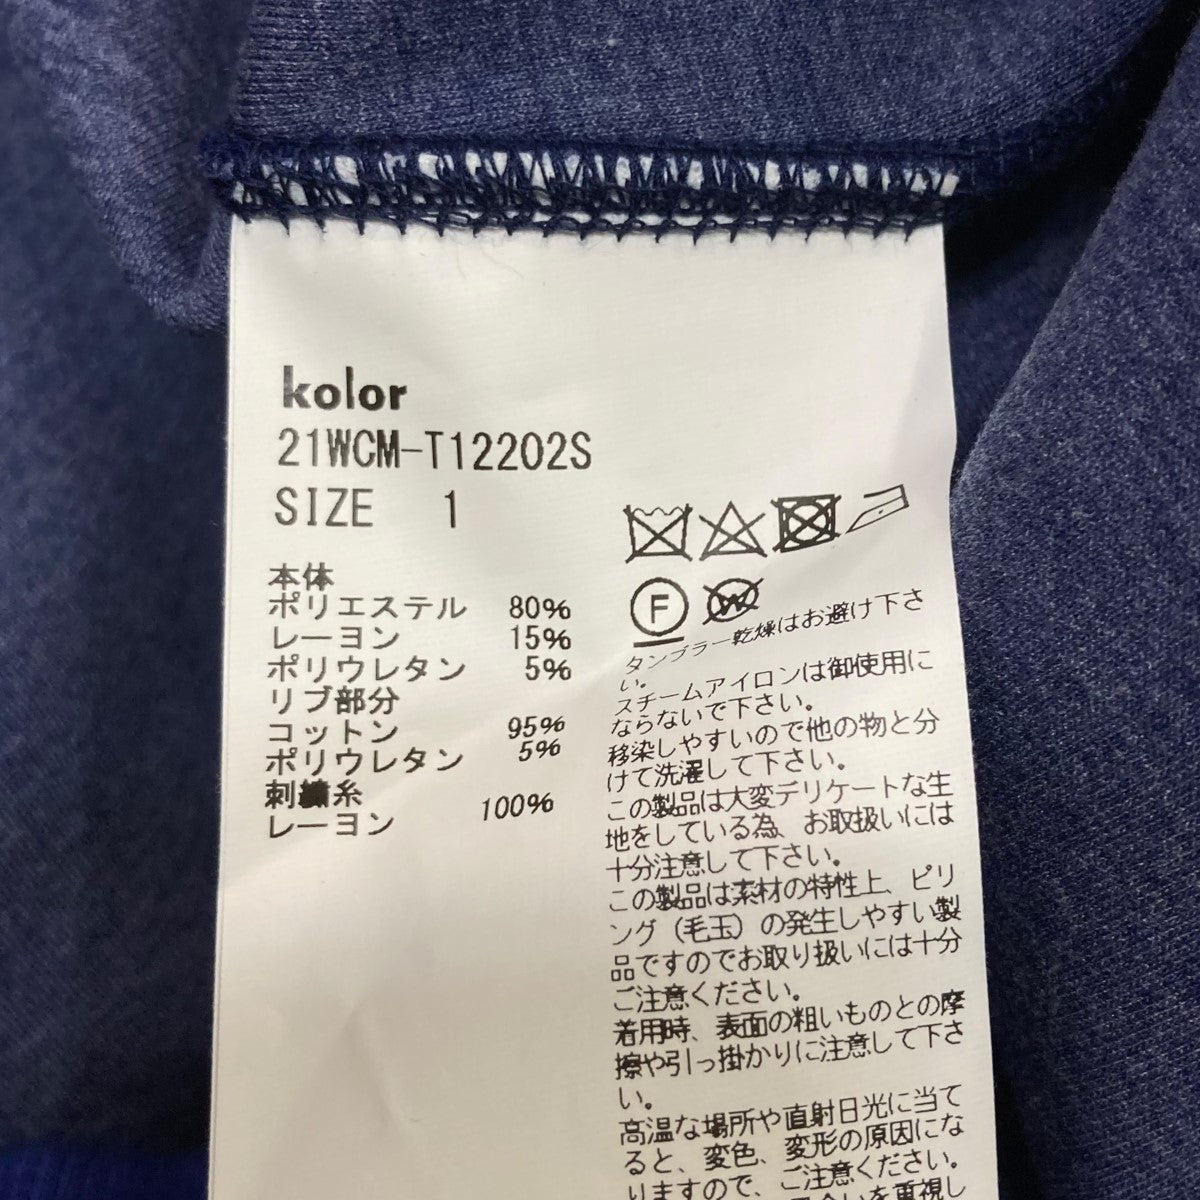 kolor
21WCM-T12202S
SIZE 1
本体
ポリエステル 80%
レーヨン 15%
ポリウレタン 5%
リブ部分
コットン 95%
ポリウレタン 5%
刺繍糸
レーヨン 100%
F
W
タンブラー乾燥はお避け下さ
い。
スチームアイロンは御使用に
ならないで下さい。
移染しやすいので他の物と分
けて洗濯して下さい。
この製品は大変デリケートな生
地をしている為、お取扱いには
十分注意して下さい。
この製品は素材の特性上、ピリ
ング(毛玉)の発生しやすい製
品ですのでお取り扱いには十分
ご注意ください。
着用時、表面の粗いものとの摩
擦や引っ掛かりに注意して下さ
い。
高温な場所や直射日光に当て
ると、変色、変形の原因にな
りますので、ご注意ください。
合いを重視し